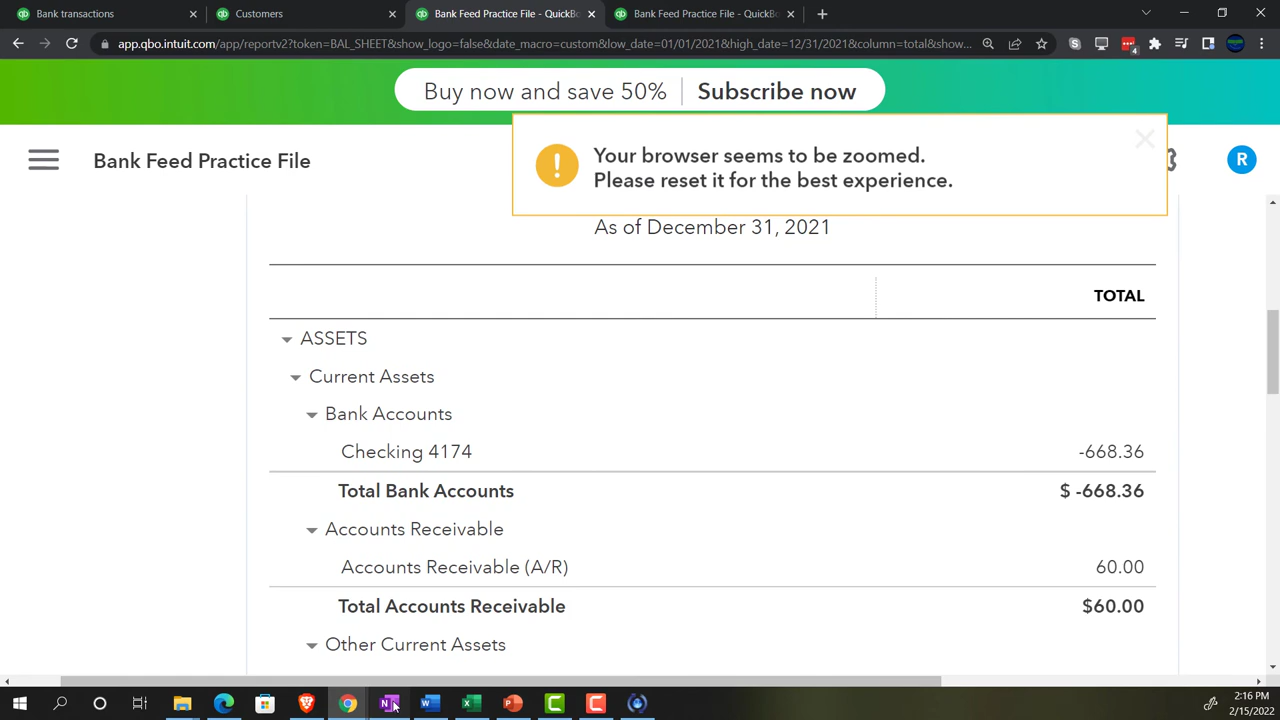 Bank transactions
Customers
Bank Feed Practice File - QuickBo
Bank Feed Practice File - QuickBo
app.qbo.intuit.com/app/reportv2?token=BAL_SHEET&show_logo=false&date_macro=custom&low_date=01/01/2021&high_date=12/31/2021&column=total&show...
4
Buy now and save 50%
Subscribe now
Bank Feed Practice File
Your browser seems to be zoomed.
Please reset it for the best experience.
R
As of December 31, 2021
TOTAL
ASSETS
Current Assets
Bank Accounts
Checking 4174 -668.36
Total Bank Accounts $ -668.36
Accounts Receivable
Accounts Receivable (A/R) 60.00
Total Accounts Receivable $60.00
Other Current Assets
2:16 PM
2/15/2022